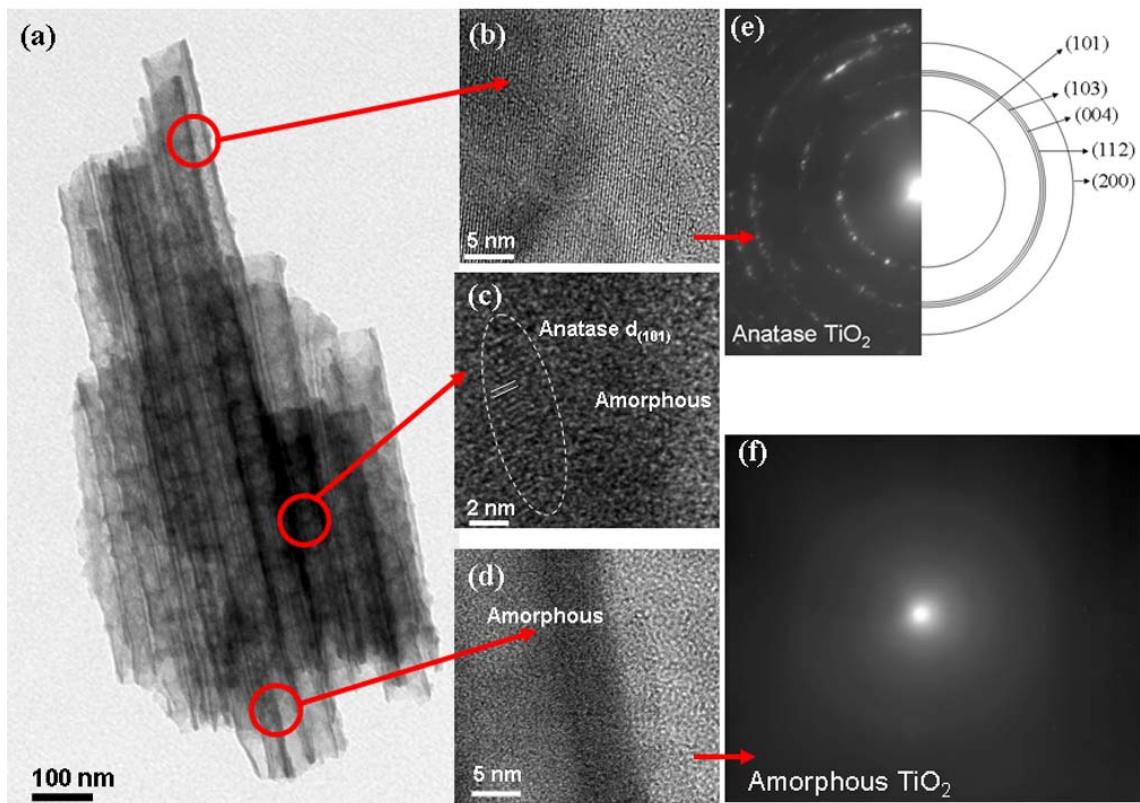 (a)
100 nm
(b)
5 nm
(c)
Anatase d(101)
Amorphous
2 nm
(d)
Amorphous
5 nm
(e)
(101)
(103)
(004)
(112)
(200)
Anatase TiO2
(f)
Amorphous TiO2